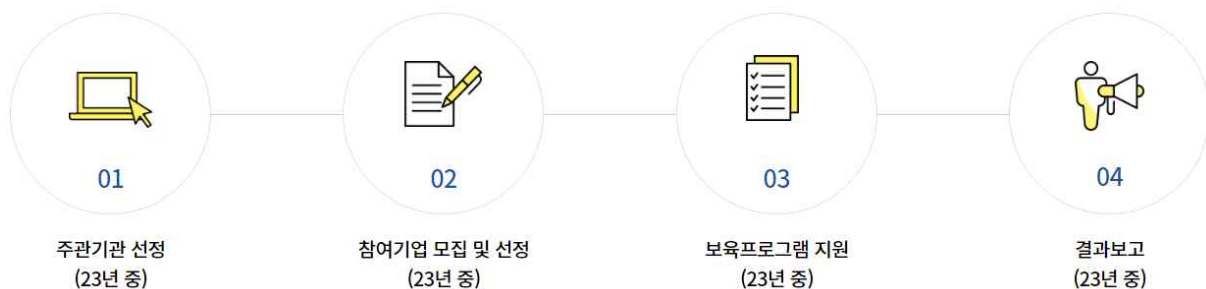 01
02
03
04
주관기관 선정
(23년 중)
참여기업 모집 및 선정
(23년 중)
보육프로그램 지원
(23년 중)
결과보고
(23년 중)